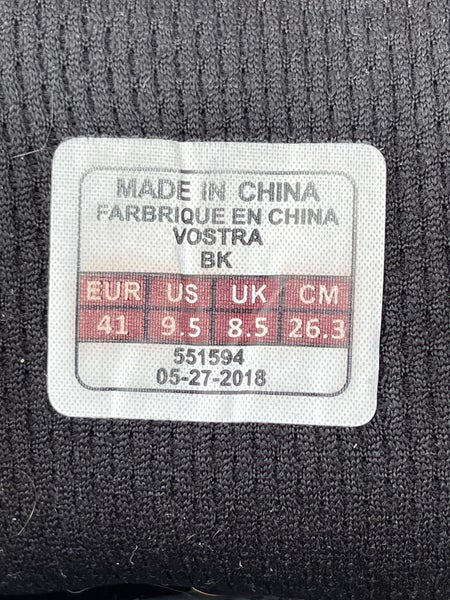 MADE IN CHINA
FARBRIQUE EN CHINA
VOSTRA
BK
EUR US UK CM
41 9.5 8.5 26.3
551594
05-27-2018